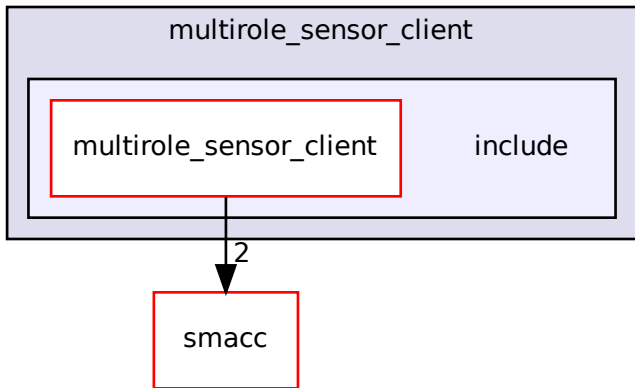 multirole_sensor_client
multirole_sensor_client
include
2
smacc